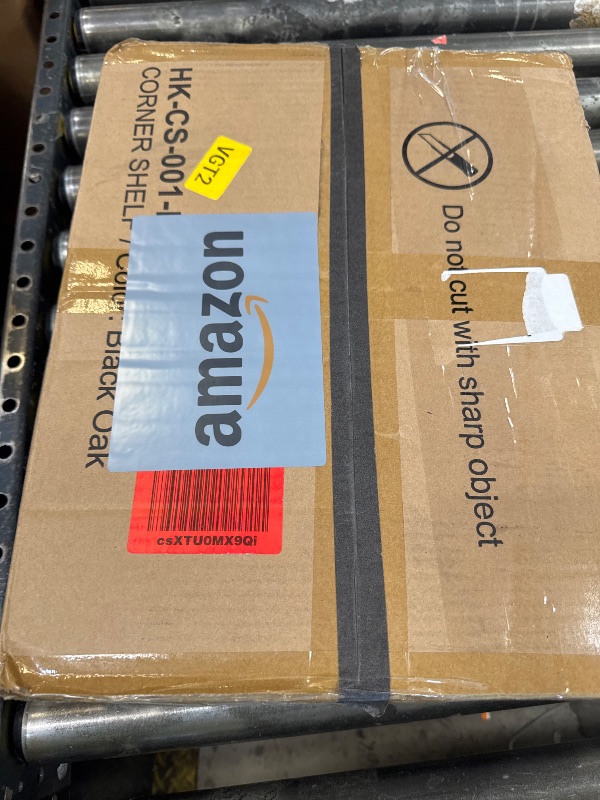 HK-CS-001-
CORNER SHELF / Color : Black Oak
VGT2
amazon
csXTU0MX9Qi
Do not cut with sharp object